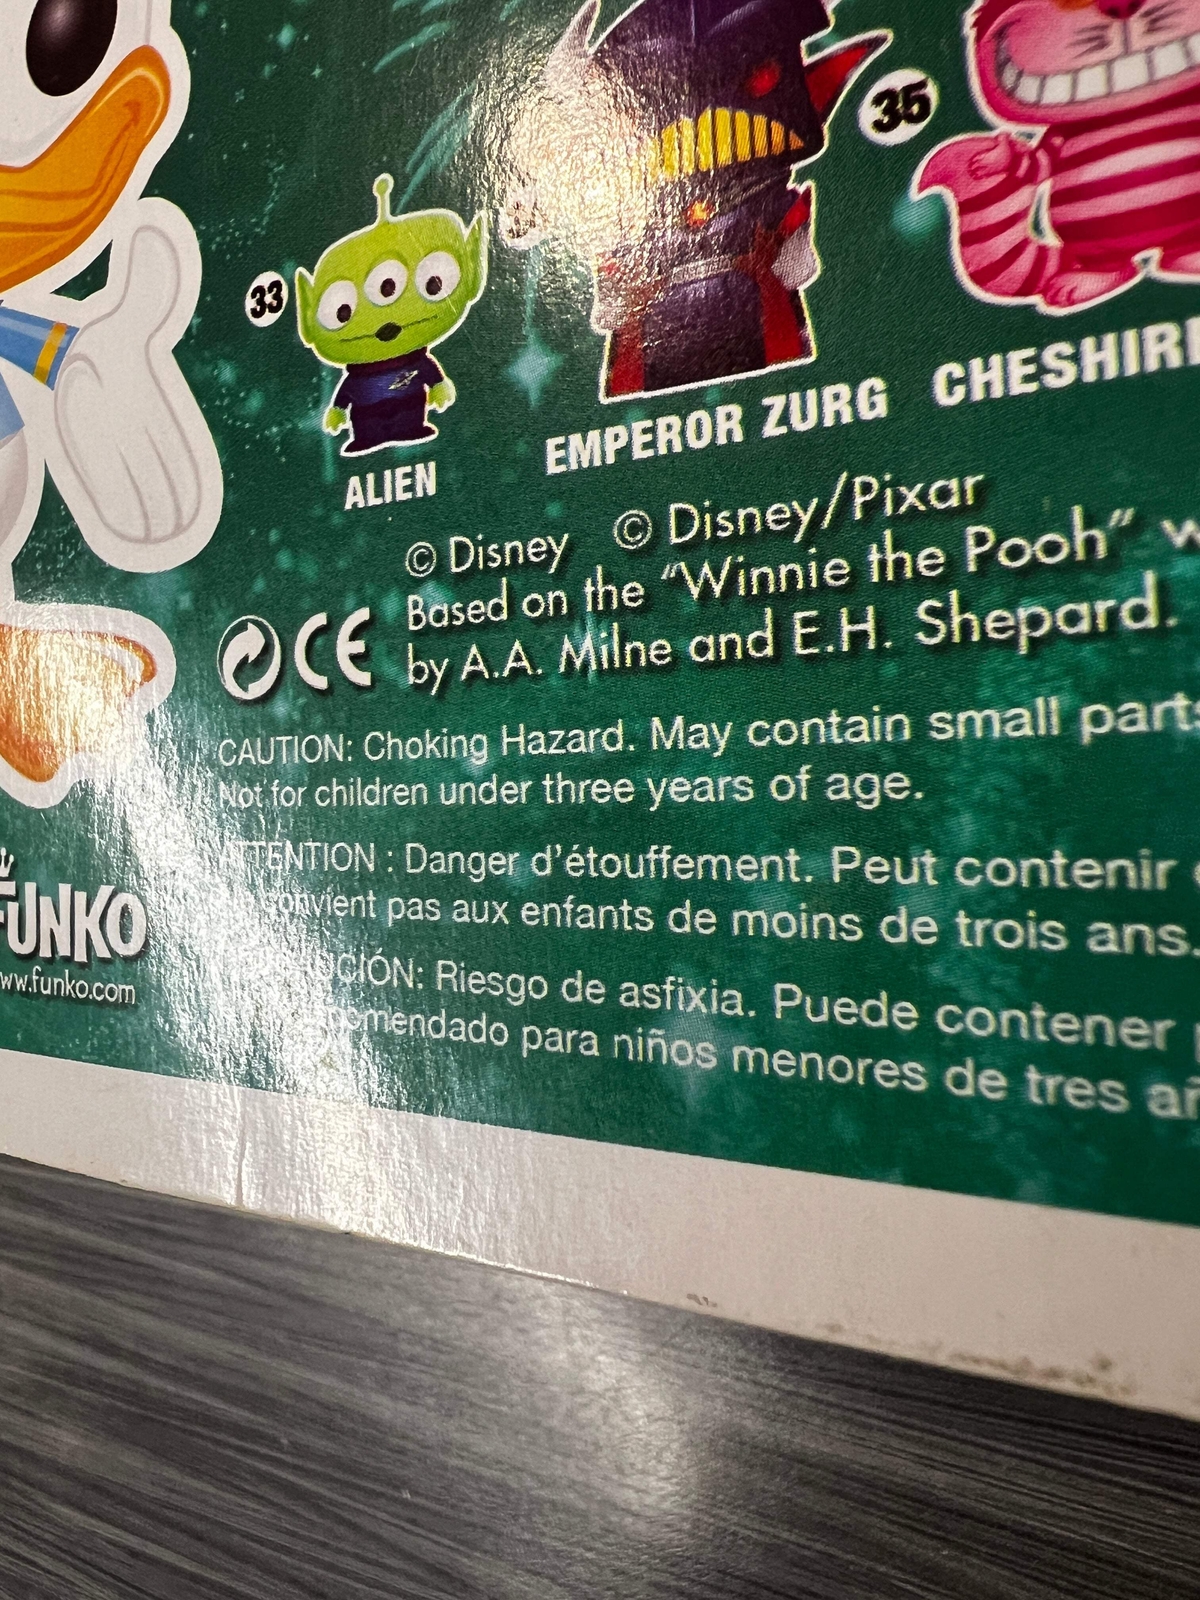 35
33
CHESHIRE
EMPEROR ZURG
ALIEN
© Disney © Disney/Pixar
Based on the "Winnie the Pooh"
by A.A. Milne and E.H. Shepard.
CE
CAUTION: Choking Hazard. May contain small parts
Not for children under three years of age.
ATTENTION : Danger d'étouffement. Peut contenir
convient pas aux enfants de moins de trois ans.
Riesgo de asfixia. Puede contener
para niños menores de tres
FUNKO
www.funko.com